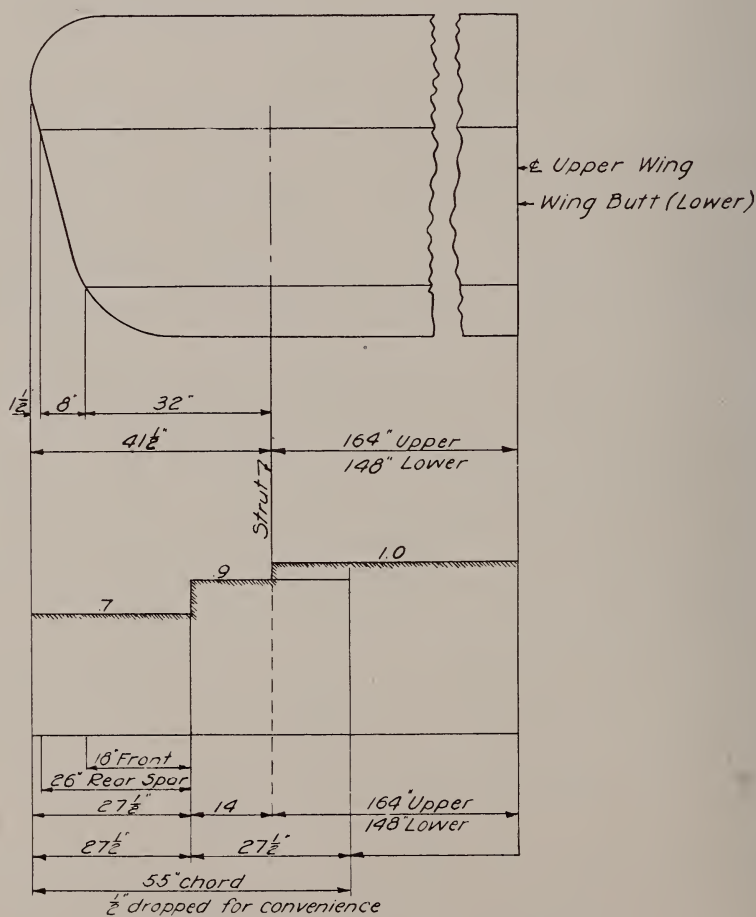 ℄ Upper Wing
Wing Butt (Lower)
1½" 8" 32"
41½" 164" Upper
148" Lower
Strut
1.0
.9
.7
18" Front
26" Rear Spar
27½" 14 164" Upper
148" Lower
27½" 27½"
55" chord
½" dropped for convenience